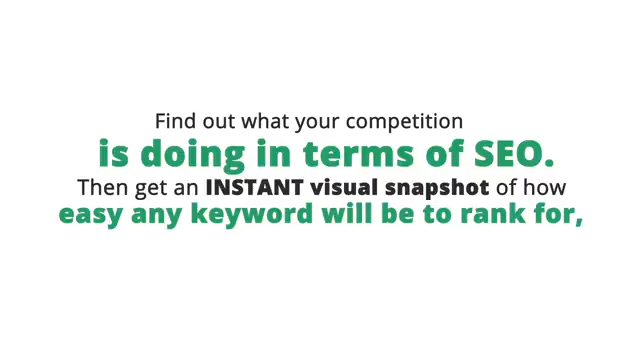 Find out what your competition
is doing in terms of SEO.
Then get an INSTANT visual snapshot of how
easy any keyword will be to rank for,